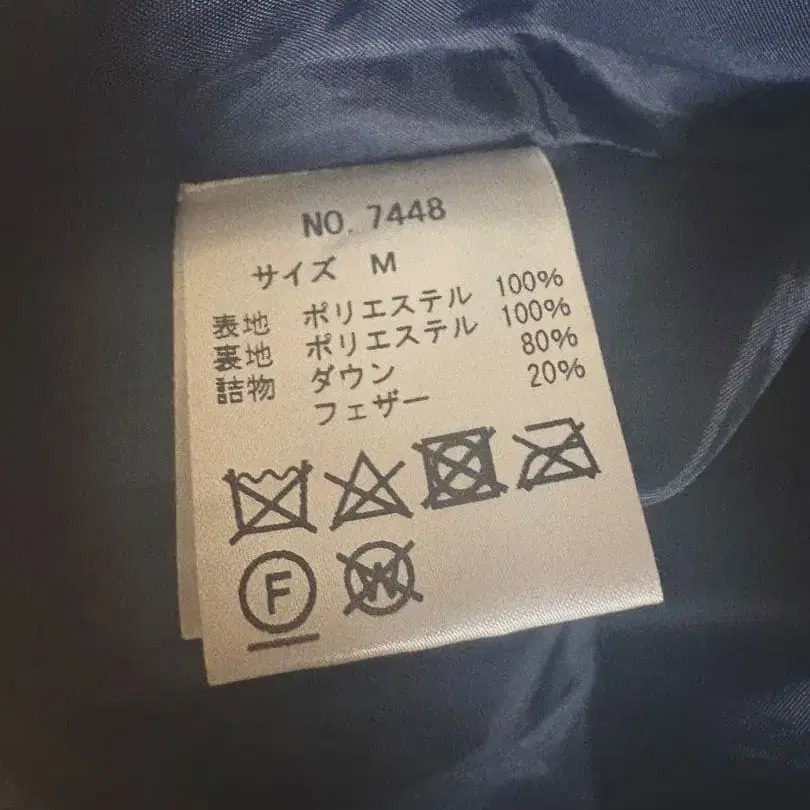 NO. 7448
サイズ M
表地 ポリエステル 100%
裏地 ポリエステル 100%
詰物 ダウン 80%
フェザー 20%
F W